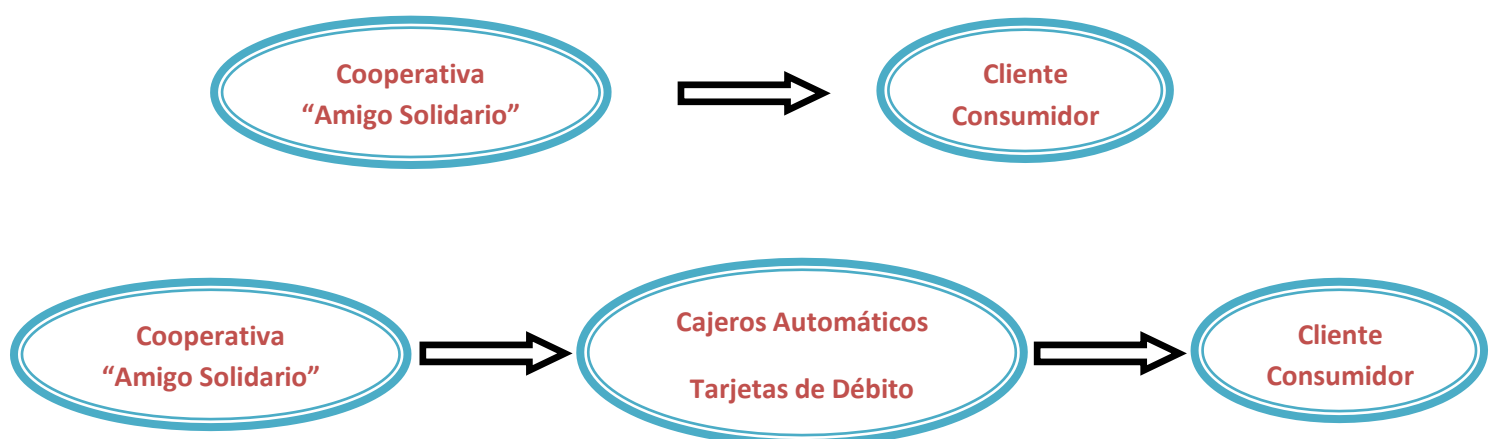 Cooperativa
“Amigo Solidario”
Cliente
Consumidor
Cooperativa
“Amigo Solidario”
Cajeros Automáticos
Tarjetas de Débito
Cliente
Consumidor